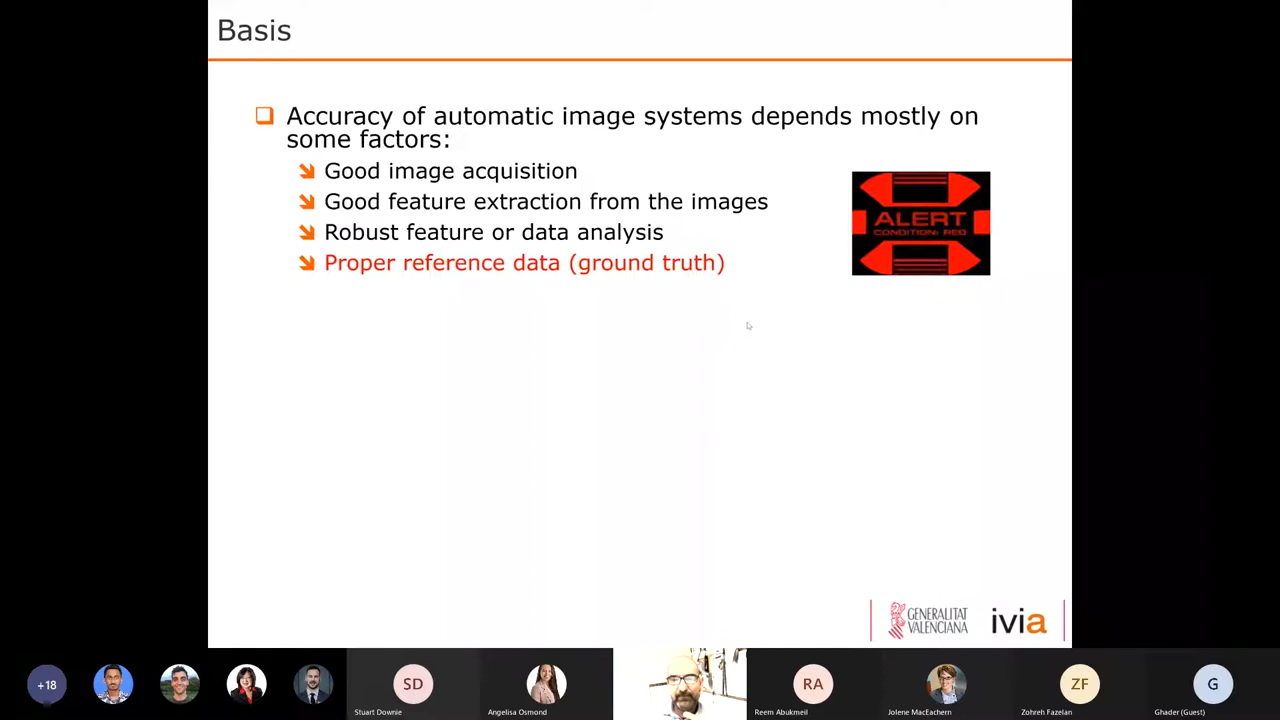 Basis
Accuracy of automatic image systems depends mostly on
some factors:
Good image acquisition
Good feature extraction from the images
Robust feature or data analysis
Proper reference data (ground truth)
ALERT
CONDITION: RED
GENERALITAT
VALENCIANA
ivia
+18
SD
RA
ZF
G
Stuart Downie
Angelisa Osmond
Reem Abukmeil
Jolene MacEachern
Zohreh Fazelan
Ghader (Guest)